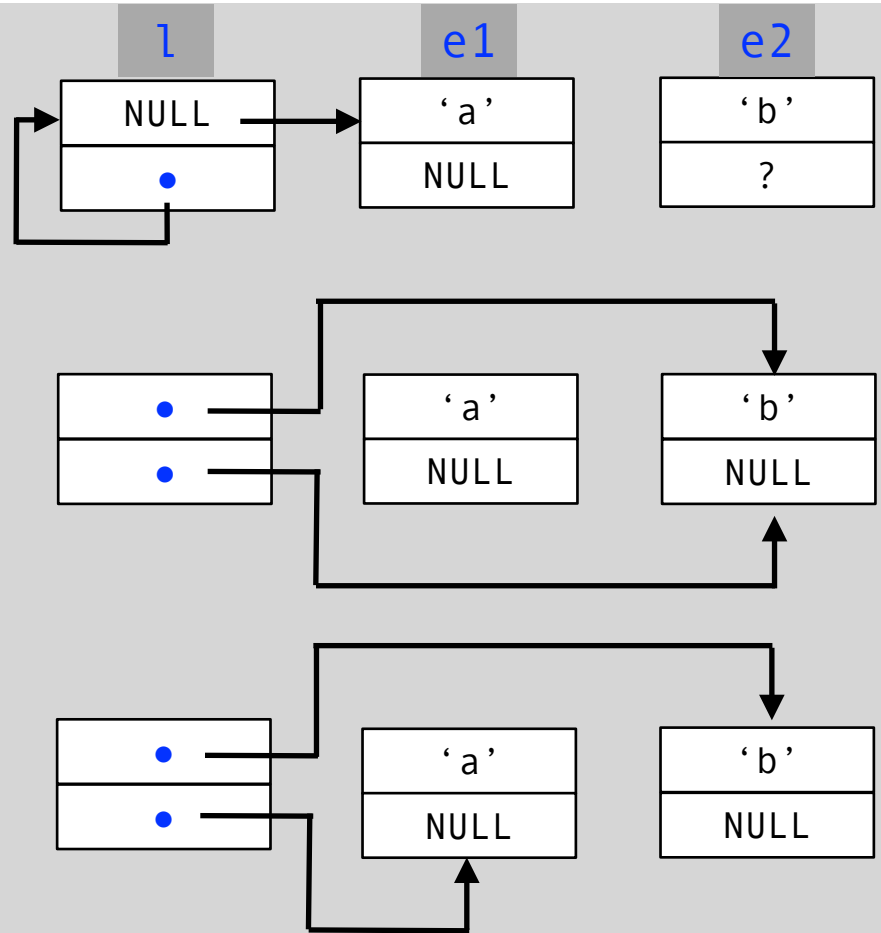 l e1 e2
NULL ‘a’ ‘b’
NULL ?
‘a’ ‘b’
NULL NULL
‘a’ ‘b’
NULL NULL